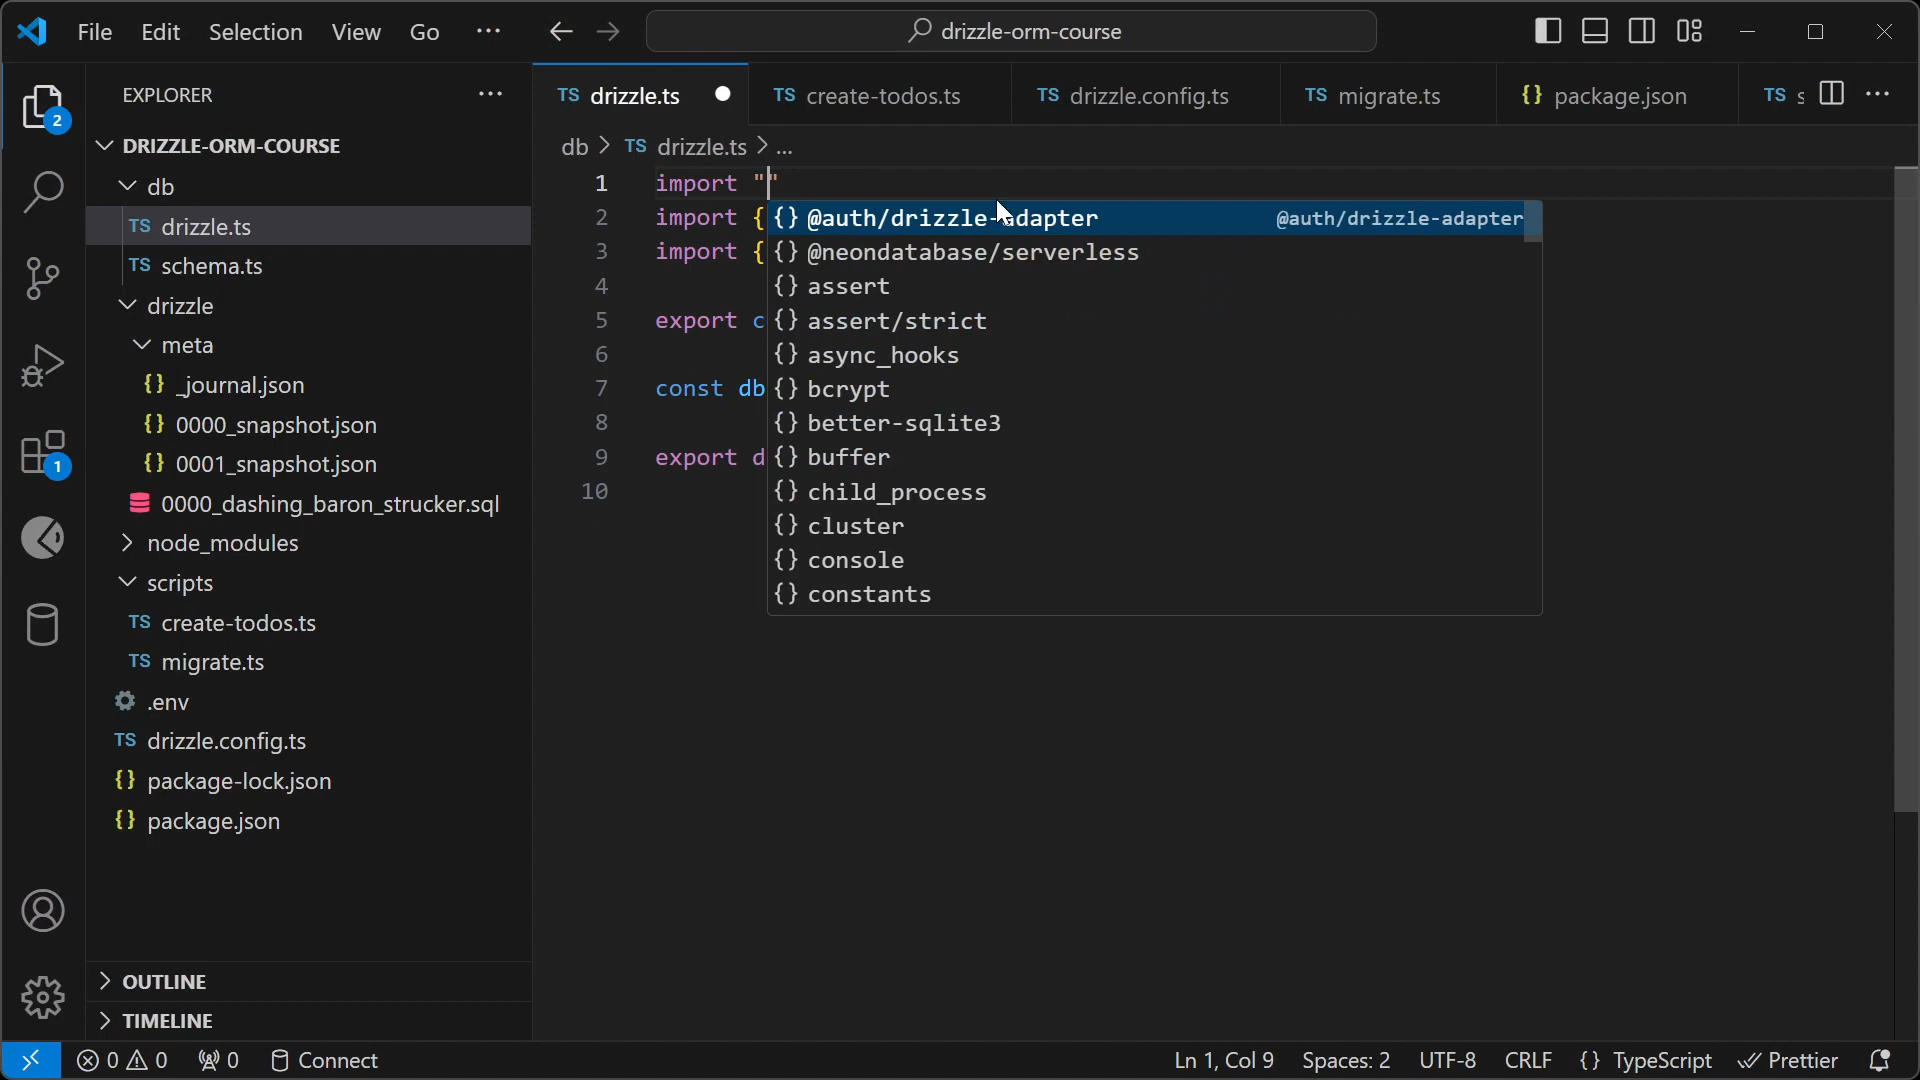 File Edit Selection View Go ··· drizzle-orm-course
EXPLORER ···
DRIZZLE-ORM-COURSE
db
TS drizzle.ts
TS schema.ts
drizzle
meta
{} _journal.json
{} 0000_snapshot.json
{} 0001_snapshot.json
0000_dashing_baron_strucker.sql
node_modules
scripts
TS create-todos.ts
TS migrate.ts
.env
TS drizzle.config.ts
{} package-lock.json
{} package.json
OUTLINE
TIMELINE
2
1
TS drizzle.ts TS create-todos.ts TS drizzle.config.ts TS migrate.ts {} package.json TS s ···
db > TS drizzle.ts > ...
1 import ""
2 import {
3 import {
4
5 export c
6
7 const db
8
9 export d
10
{} @auth/drizzle-adapter @auth/drizzle-adapter
{} @neondatabase/serverless
{} assert
{} assert/strict
{} async_hooks
{} bcrypt
{} better-sqlite3
{} buffer
{} child_process
{} cluster
{} console
{} constants
0 0 0 Connect Ln 1, Col 9 Spaces: 2 UTF-8 CRLF {} TypeScript Prettier